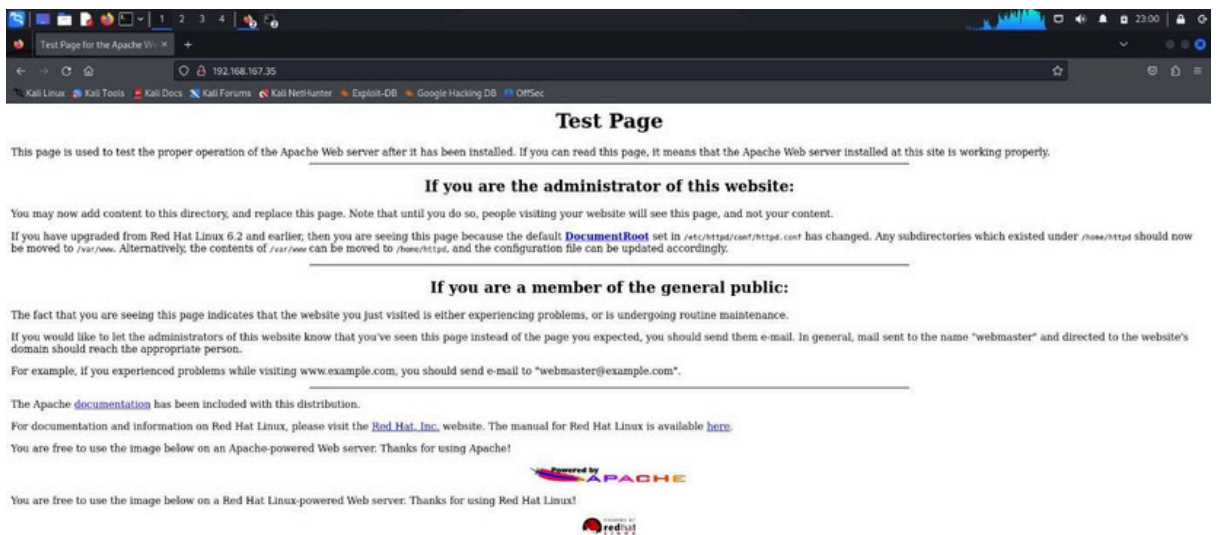 1 2 3 4 23:00
Test Page for the Apache We
192.168.167.35
Kali Linux Kali Tools Kali Docs Kali Forums Kali NetHunter Exploit-DB Google Hacking DB OffSec
Test Page
This page is used to test the proper operation of the Apache Web server after it has been installed. If you can read this page, it means that the Apache Web server installed at this site is working properly.
If you are the administrator of this website:
You may now add content to this directory, and replace this page. Note that until you do so, people visiting your website will see this page, and not your content.
If you have upgraded from Red Hat Linux 6.2 and earlier, then you are seeing this page because the default DocumentRoot set in /etc/httpd/conf/httpd.conf has changed. Any subdirectories which existed under /home/httpd should now
be moved to /var/www. Alternatively, the contents of /var/www can be moved to /home/httpd, and the configuration file can be updated accordingly.
If you are a member of the general public:
The fact that you are seeing this page indicates that the website you just visited is either experiencing problems, or is undergoing routine maintenance.
If you would like to let the administrators of this website know that you've seen this page instead of the page you expected, you should send them e-mail. In general, mail sent to the name "webmaster" and directed to the website's
domain should reach the appropriate person.
For example, if you experienced problems while visiting www.example.com, you should send e-mail to "webmaster@example.com".
The Apache documentation has been included with this distribution.
For documentation and information on Red Hat Linux, please visit the Red Hat, Inc. website. The manual for Red Hat Linux is available here.
You are free to use the image below on an Apache-powered Web server. Thanks for using Apache!
Powered by
APACHE
You are free to use the image below on a Red Hat Linux-powered Web server. Thanks for using Red Hat Linux!
POWERED BY
redhat
LINUX